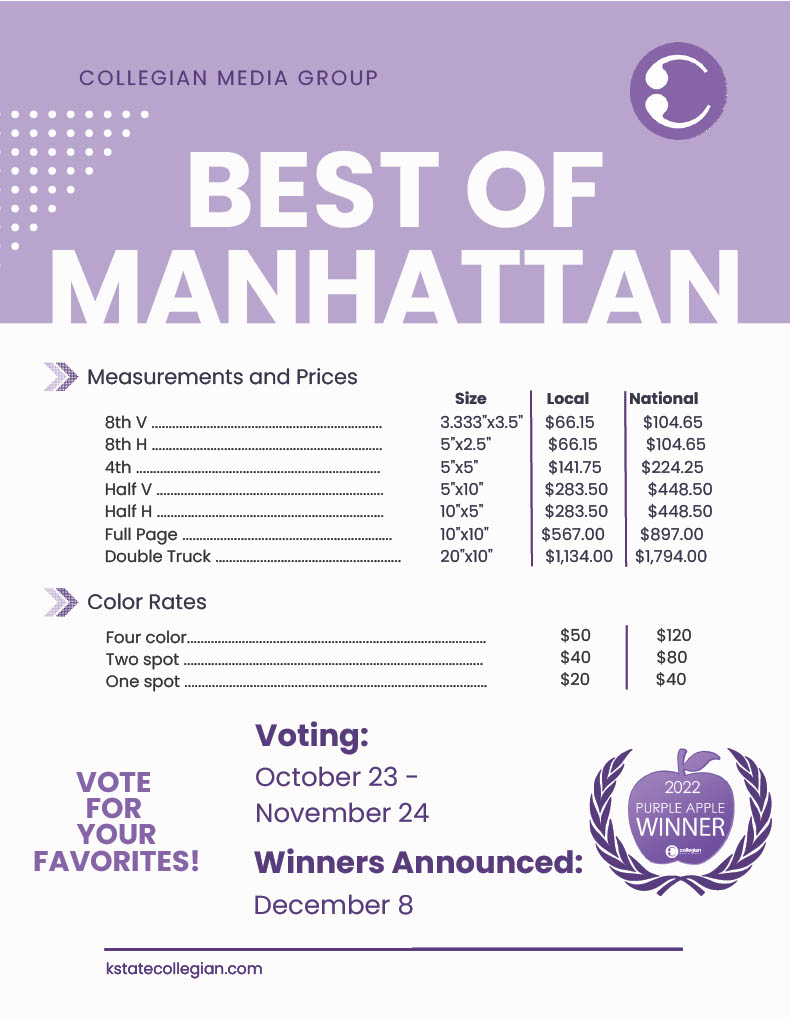 COLLEGIAN MEDIA GROUP
BEST OF
MANHATTAN
Measurements and Prices
Size Local National
8th V ................................................................ 3.333"x3.5" $66.15 $104.65
8th H ................................................................ 5"x2.5" $66.15 $104.65
4th ................................................................ 5"x5" $141.75 $224.25
Half V ................................................................ 5"x10" $283.50 $448.50
Half H ................................................................ 10"x5" $283.50 $448.50
Full Page ................................................................ 10"x10" $567.00 $897.00
Double Truck ................................................................ 20"x10" $1,134.00 $1,794.00
Color Rates
Four color................................................................ $50 $120
Two spot ................................................................ $40 $80
One spot ................................................................ $20 $40
VOTE
FOR
YOUR
FAVORITES!
Voting:
October 23 -
November 24
Winners Announced:
December 8
2022
PURPLE APPLE
WINNER
collegian
kstatecollegian.com